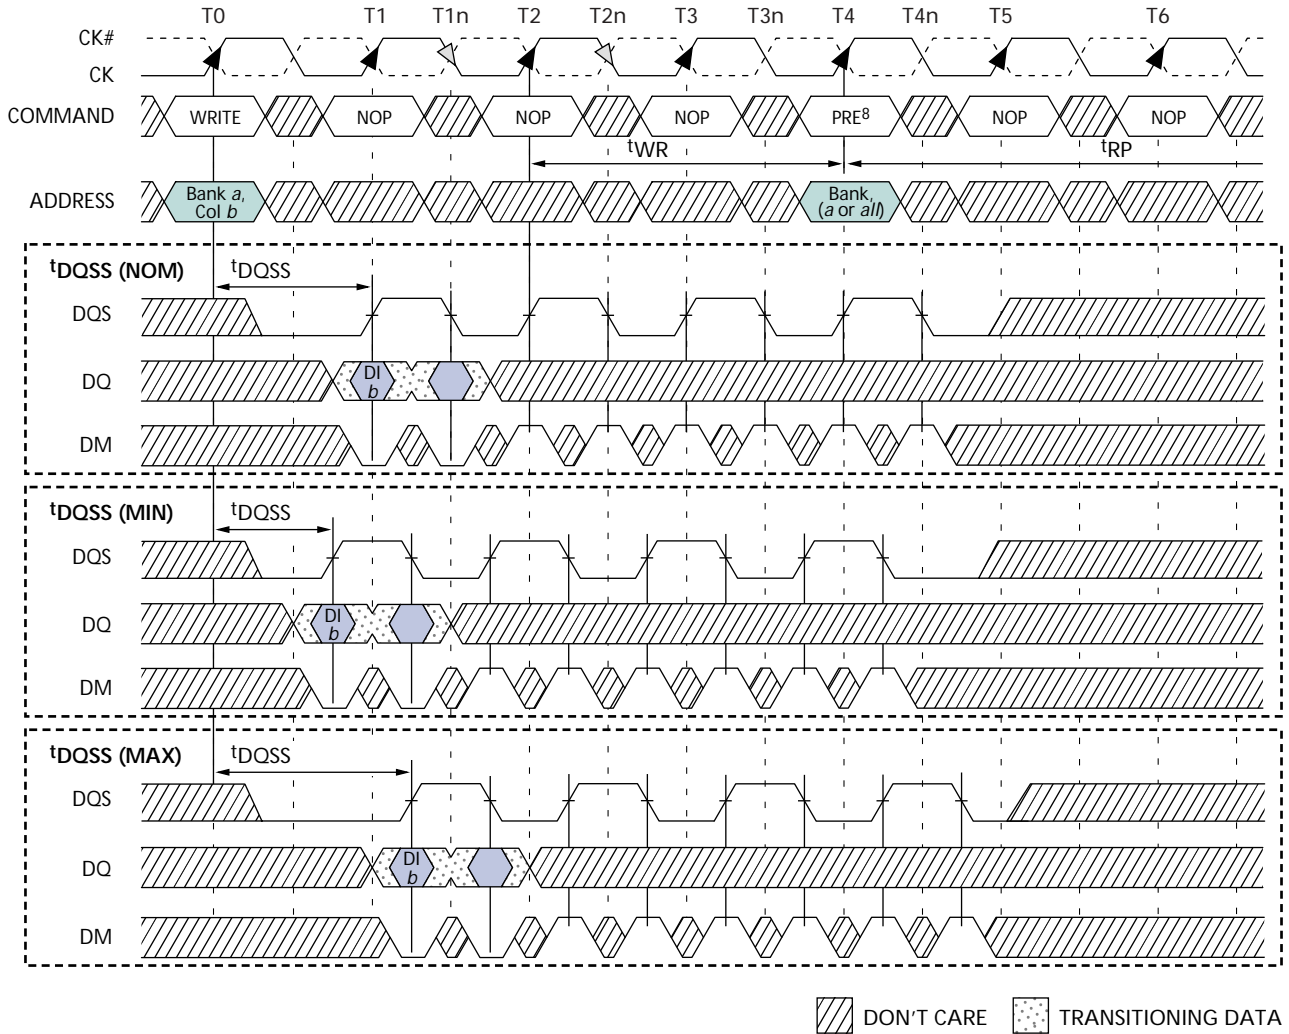 T0 T1 T1n T2 T2n T3 T3n T4 T4n T5 T6
CK#
CK
COMMAND WRITE NOP NOP NOP PRE8 NOP NOP
tWR tRP
ADDRESS Bank a, Col b Bank, (a or all)
tDQSS (NOM) tDQSS
DQS
DQ DI b
DM
tDQSS (MIN) tDQSS
DQS
DQ DI b
DM
tDQSS (MAX) tDQSS
DQS
DQ DI b
DM
DON'T CARE TRANSITIONING DATA